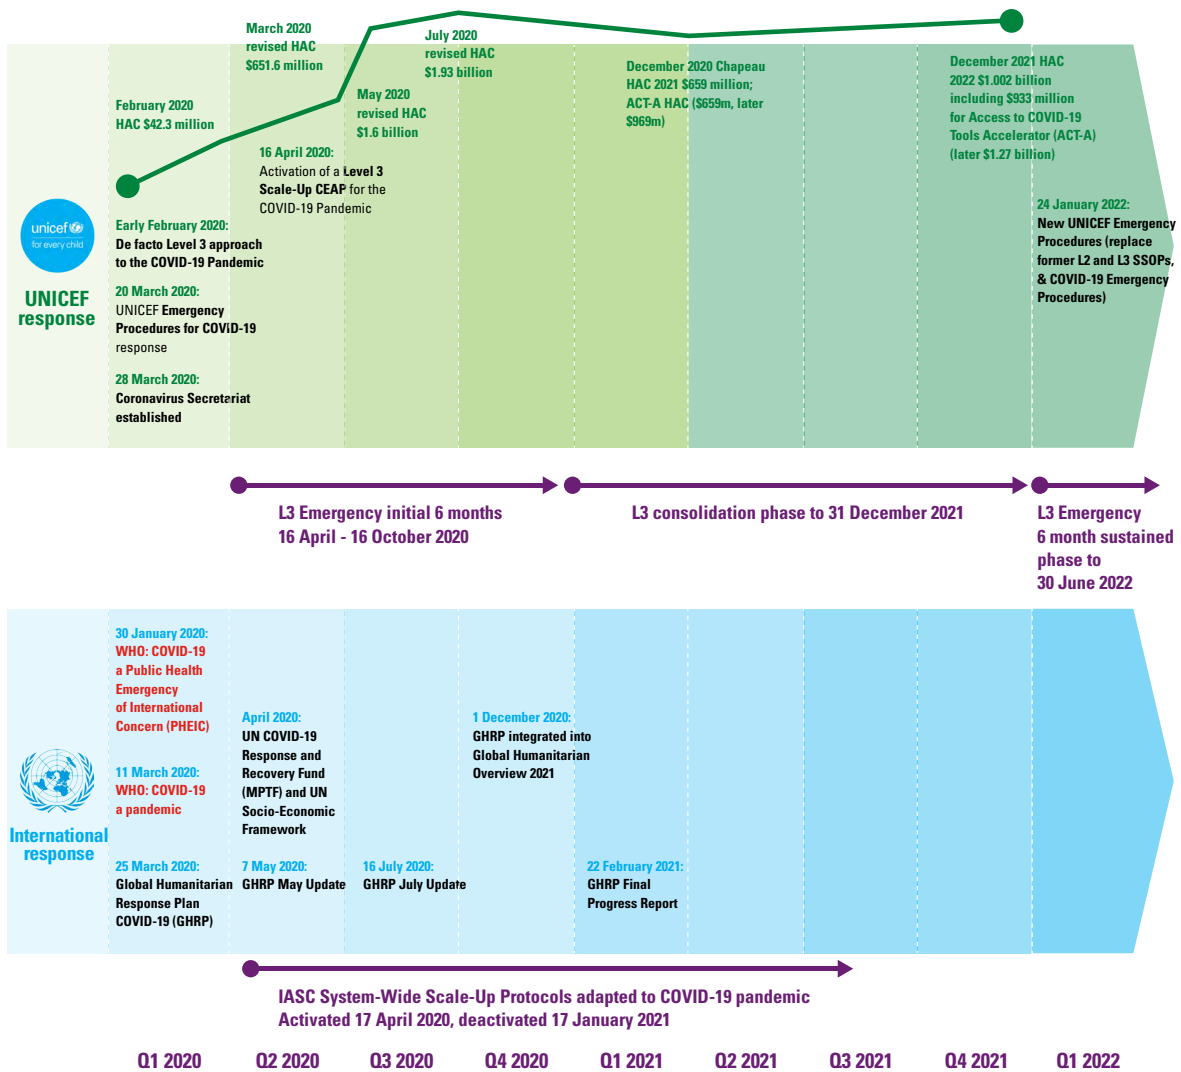 March 2020
revised HAC
$651.6 million
July 2020
revised HAC
$1.93 billion
February 2020
HAC $42.3 million
May 2020
revised HAC
$1.6 billion
December 2020 Chapeau
HAC 2021 $659 million;
ACT-A HAC ($659m, later
$969m)
December 2021 HAC
2022 $1.002 billion
including $933 million
for Access to COVID-19
Tools Accelerator (ACT-A)
(later $1.27 billion)
16 April 2020:
Activation of a Level 3
Scale-Up CEAP for the
COVID-19 Pandemic
unicef
for every child
UNICEF
response
Early February 2020:
De facto Level 3 approach
to the COVID-19 Pandemic
20 March 2020:
UNICEF Emergency
Procedures for COVID-19
response
28 March 2020:
Coronavirus Secretariat
established
24 January 2022:
New UNICEF Emergency
Procedures (replace
former L2 and L3 SSOPs,
& COVID-19 Emergency
Procedures)
L3 Emergency initial 6 months
16 April - 16 October 2020
L3 consolidation phase to 31 December 2021
L3 Emergency
6 month sustained
phase to
30 June 2022
International
response
30 January 2020:
WHO: COVID-19
a Public Health
Emergency
of International
Concern (PHEIC)
11 March 2020:
WHO: COVID-19
a pandemic
25 March 2020:
Global Humanitarian
Response Plan
COVID-19 (GHRP)
April 2020:
UN COVID-19
Response and
Recovery Fund
(MPTF) and UN
Socio-Economic
Framework
7 May 2020:
GHRP May Update
16 July 2020:
GHRP July Update
1 December 2020:
GHRP integrated into
Global Humanitarian
Overview 2021
22 February 2021:
GHRP Final
Progress Report
IASC System-Wide Scale-Up Protocols adapted to COVID-19 pandemic
Activated 17 April 2020, deactivated 17 January 2021
Q1 2020
Q2 2020
Q3 2020
Q4 2020
Q1 2021
Q2 2021
Q3 2021
Q4 2021
Q1 2022